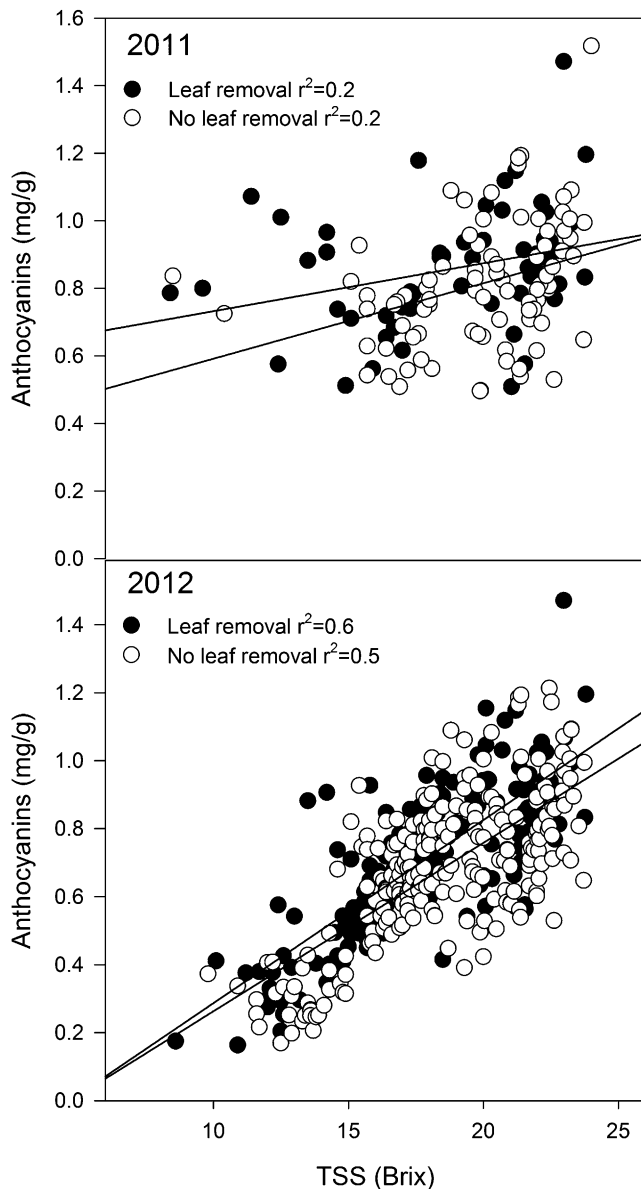 2011
Leaf removal r²=0.2
No leaf removal r²=0.2
Anthocyanins (mg/g)
1.6
1.4
1.2
1.0
0.8
0.6
0.4
0.2
0.0
2012
Leaf removal r²=0.6
No leaf removal r²=0.5
Anthocyanins (mg/g)
1.4
1.2
1.0
0.8
0.6
0.4
0.2
0.0
10 15 20 25
TSS (Brix)